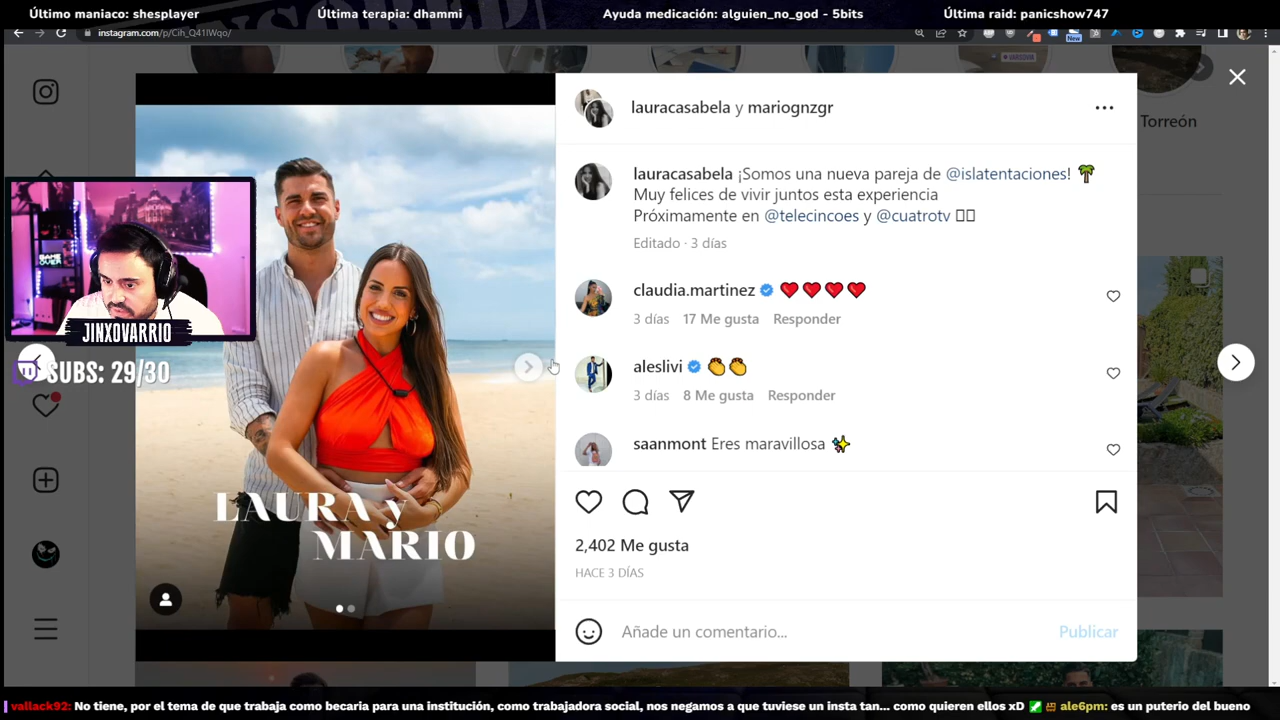 Último maniaco: shesplayer
Última terapia: dhammi
Ayuda medicación: alguien_no_god - 5bits
Última raid: panicshow747
instagram.com/p/Cih_Q41IWqo/
New
lauracasabela y mariognzgr
Torreón
lauracasabela ¡Somos una nueva pareja de @islatentaciones! 🌴
Muy felices de vivir juntos esta experiencia
Próximamente en @telecincoes y @cuatrotv
Editado · 3 días
claudia.martinez ❤️❤️❤️❤️
3 días 17 Me gusta Responder
GAME OVER
JINXOVARRIO
SUBS: 29/30
aleslivi 👏👏
3 días 8 Me gusta Responder
saanmont Eres maravillosa ✨
LAURA y
MARIO
2,402 Me gusta
HACE 3 DÍAS
Añade un comentario...
Publicar
vallack92: No tiene, por el tema de que trabaja como becaria para una institución, como trabajadora social, nos negamos a que tuviese un insta tan... como quieren ellos xD ale6pm: es un puterio del bueno